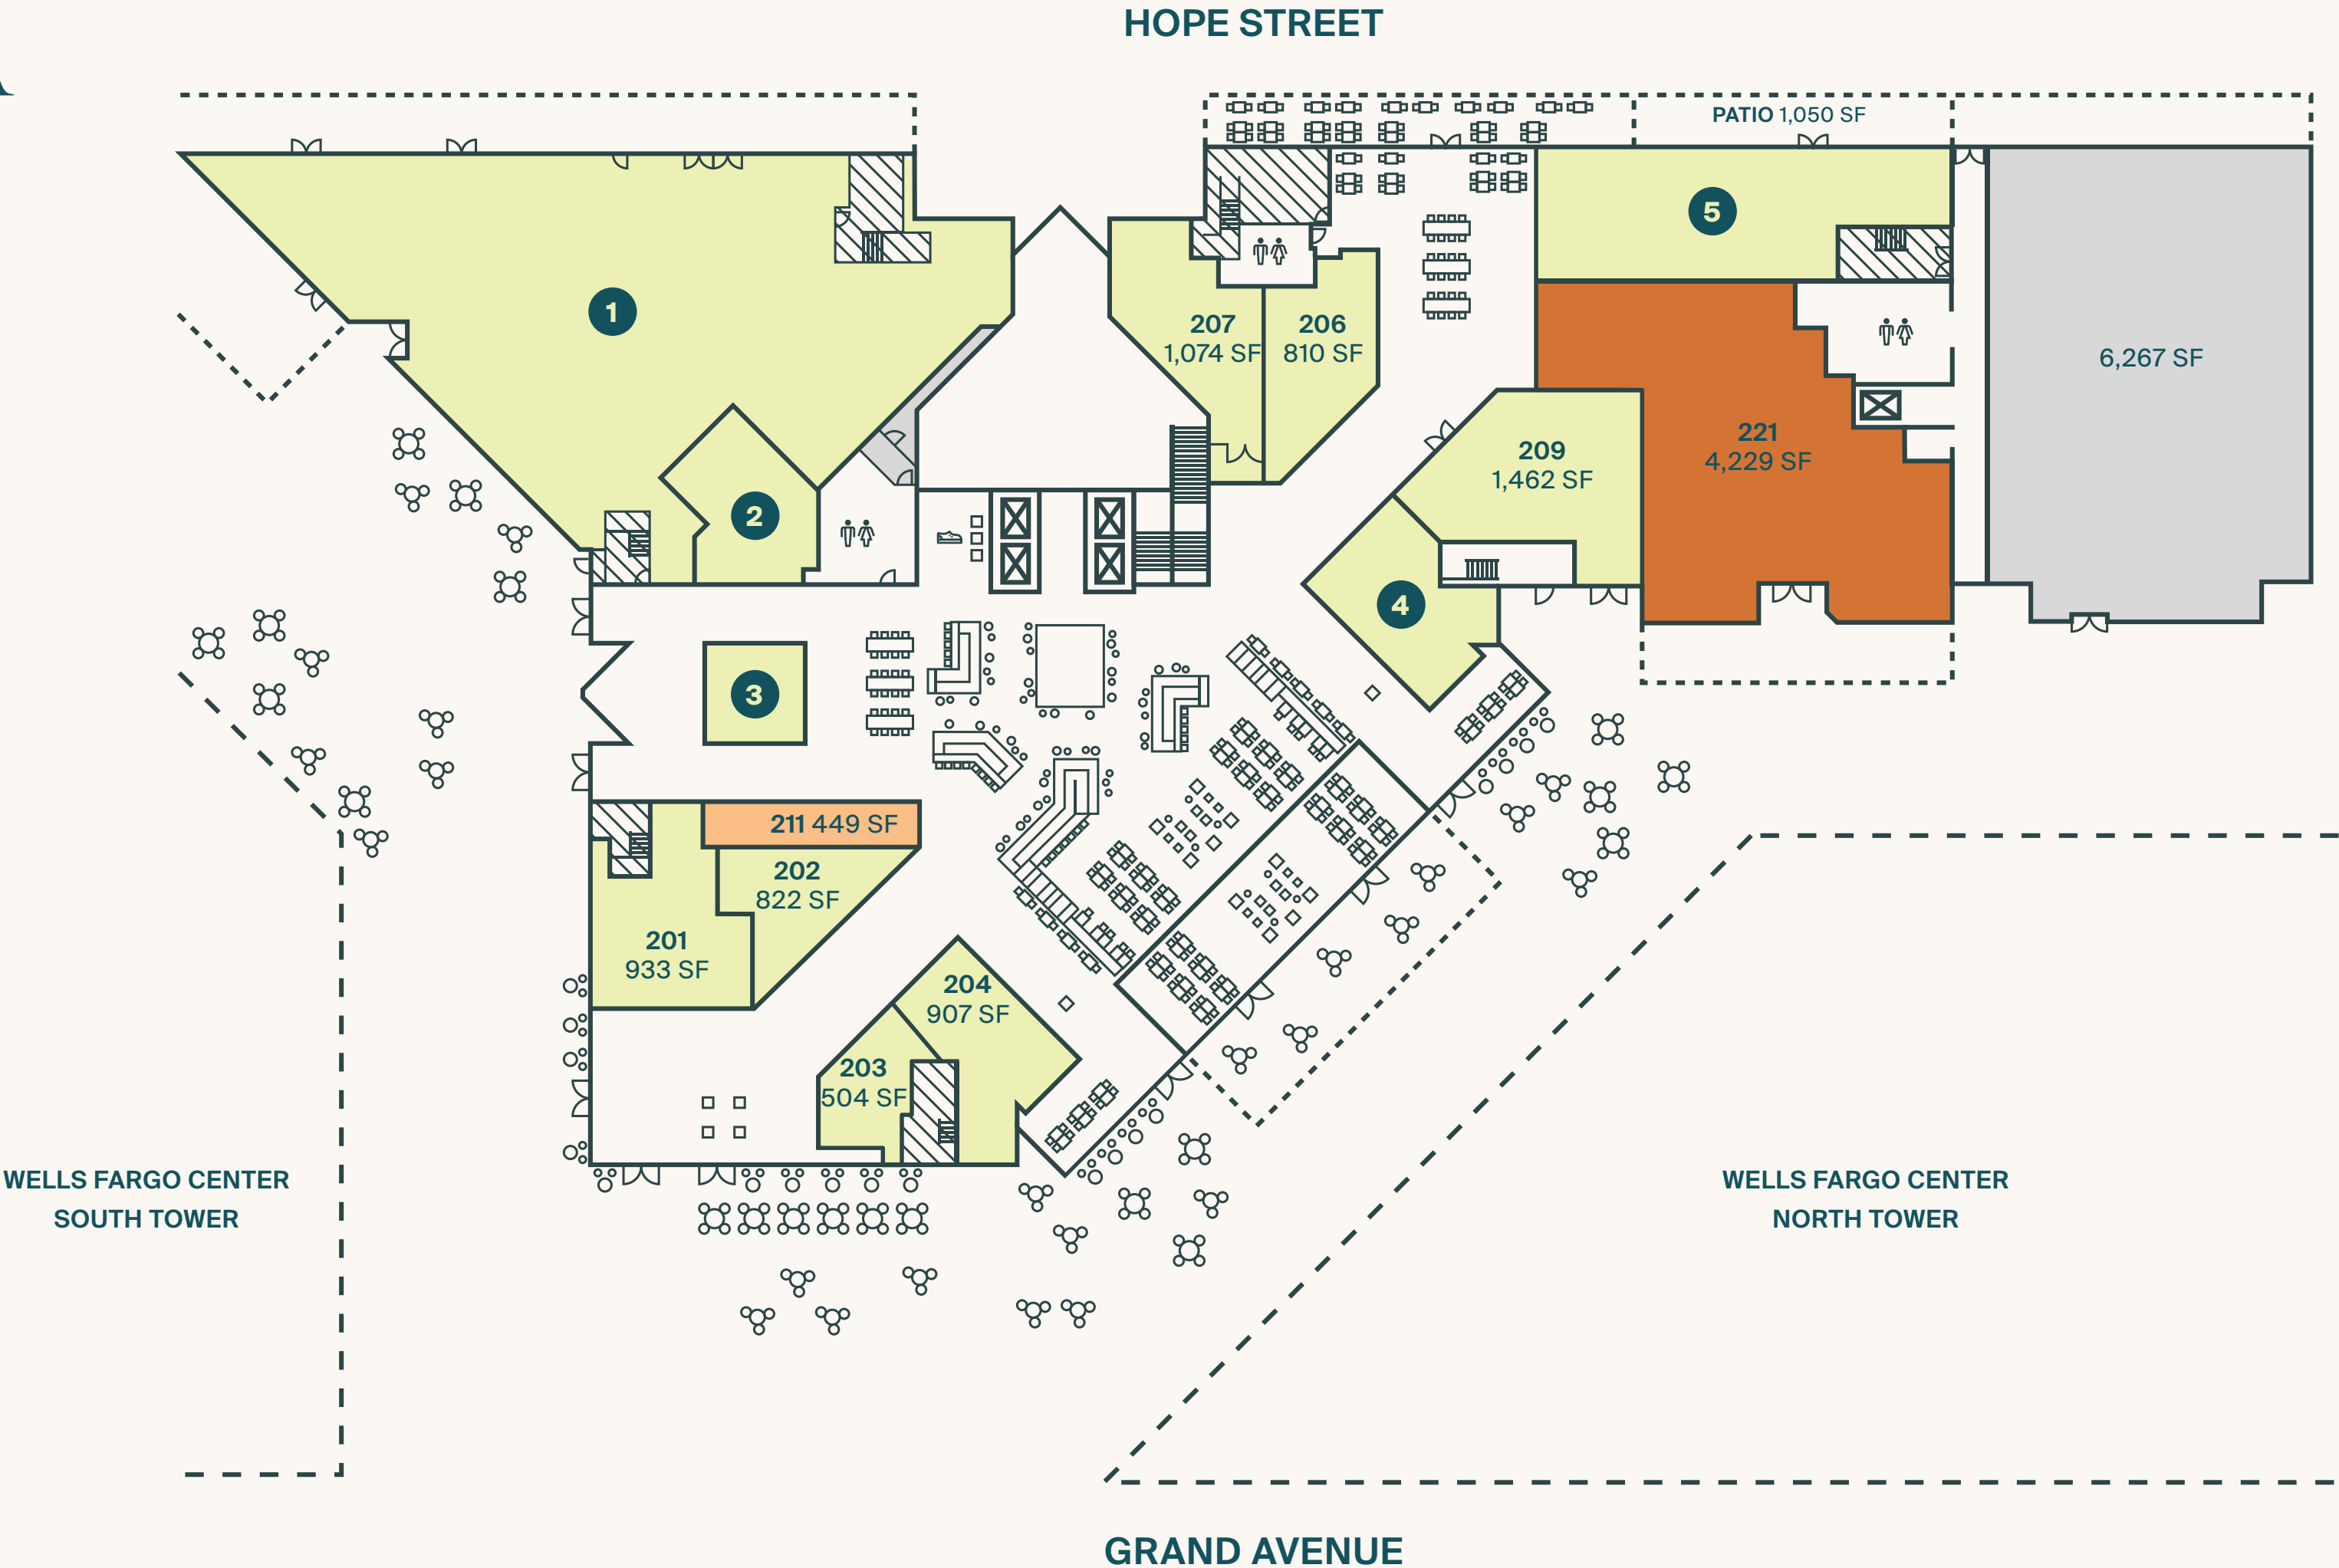 HOPE STREET
PATIO 1,050 SF
5
1
207
1,074 SF
206
810 SF
6,267 SF
221
4,229 SF
209
1,462 SF
2
4
3
211 449 SF
202
822 SF
201
933 SF
204
907 SF
203
504 SF
WELLS FARGO CENTER
SOUTH TOWER
WELLS FARGO CENTER
NORTH TOWER
GRAND AVENUE